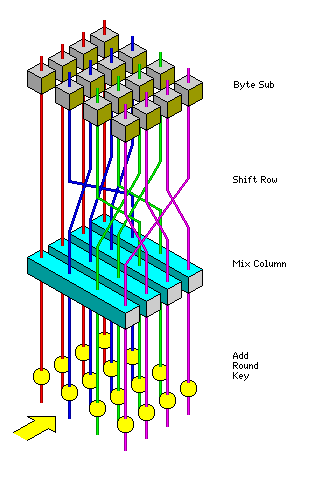 Byte Sub
Shift Row
Mix Column
Add
Round
Key